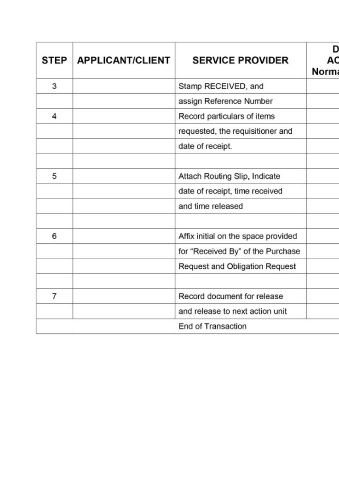 D
STEP APPLICANT/CLIENT SERVICE PROVIDER AC
Norma
3 Stamp RECEIVED, and
assign Reference Number
4 Record particulars of items
requested, the requisitioner and
date of receipt.
5 Attach Routing Slip, Indicate
date of receipt, time received
and time released
6 Affix initial on the space provided
for “Received By” of the Purchase
Request and Obligation Request
7 Record document for release
and release to next action unit
End of Transaction